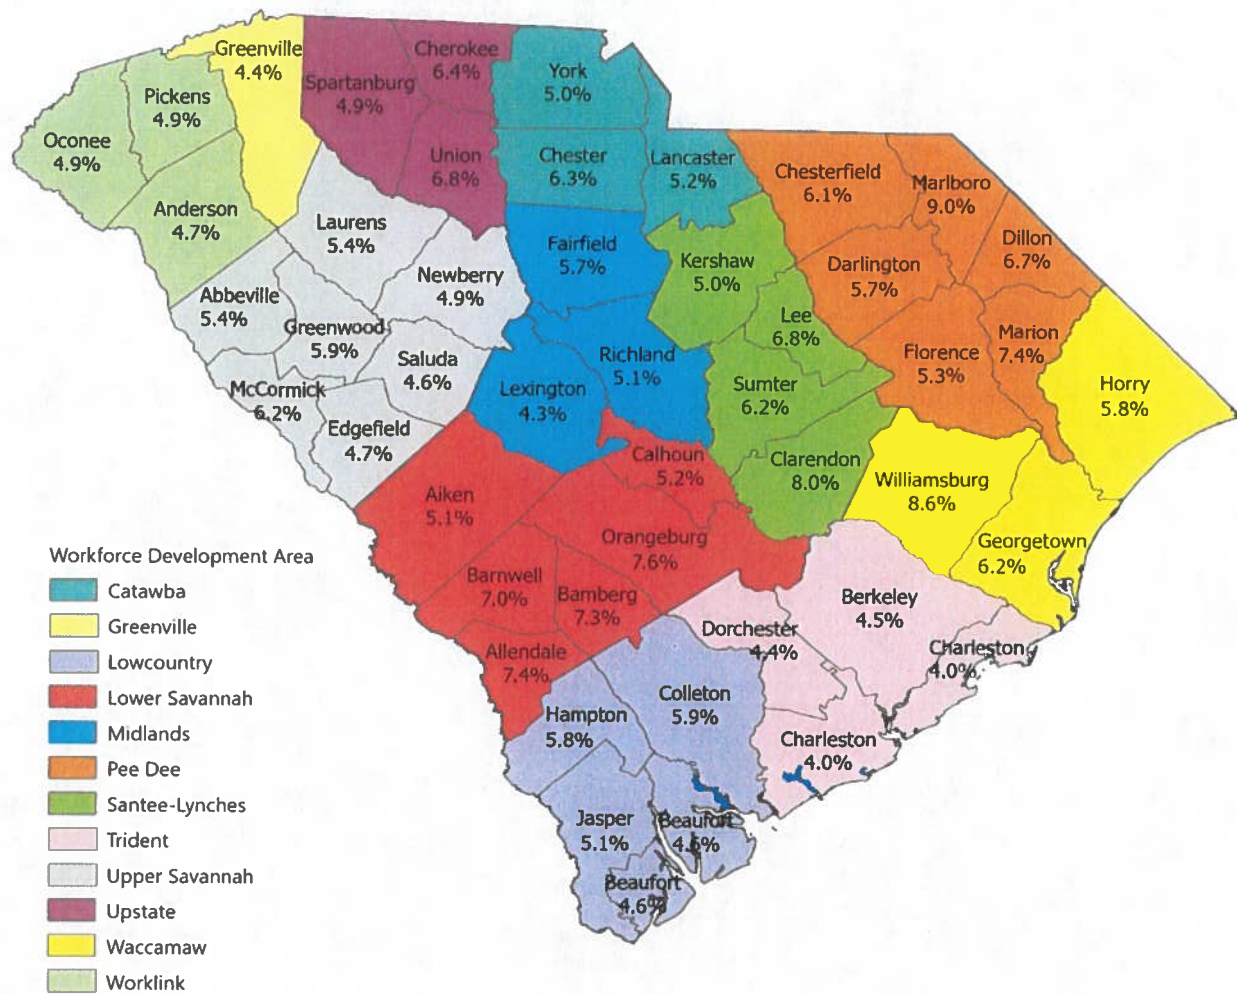 Greenville
4.4%
Cherokee
6.4%
Spartanburg
4.9%
York
5.0%
Pickens
4.9%
Oconee
4.9%
Union
6.8%
Chester
6.3%
Lancaster
5.2%
Chesterfield
6.1%
Marlboro
9.0%
Anderson
4.7%
Laurens
5.4%
Fairfield
5.7%
Kershaw
5.0%
Darlington
5.7%
Dillon
6.7%
Newberry
4.9%
Abbeville
5.4%
Greenwood
5.9%
Saluda
4.6%
Richland
5.1%
Lee
6.8%
Florence
5.3%
Marion
7.4%
McCormick
6.2%
Lexington
4.3%
Sumter
6.2%
Horry
5.8%
Edgefield
4.7%
Calhoun
5.2%
Clarendon
8.0%
Williamsburg
8.6%
Aiken
5.1%
Orangeburg
7.6%
Georgetown
6.2%
Barnwell
7.0%
Bamberg
7.3%
Berkeley
4.5%
Dorchester
4.4%
Charleston
4.0%
Allendale
7.4%
Colleton
5.9%
Hampton
5.8%
Charleston
4.0%
Jasper
5.1%
Beaufort
4.6%
Beaufort
4.6%
Workforce Development Area
Catawba
Greenville
Lowcountry
Lower Savannah
Midlands
Pee Dee
Santee-Lynches
Trident
Upper Savannah
Upstate
Waccamaw
Worklink